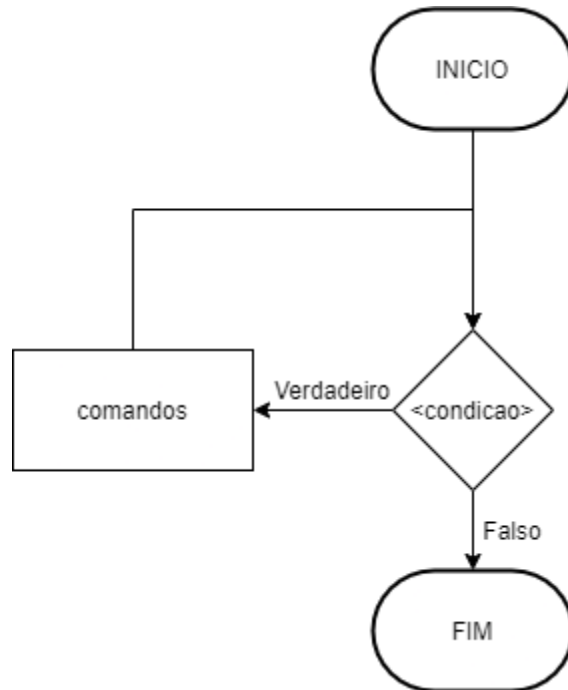 INICIO
comandos
Verdadeiro
<condicao>
Falso
FIM